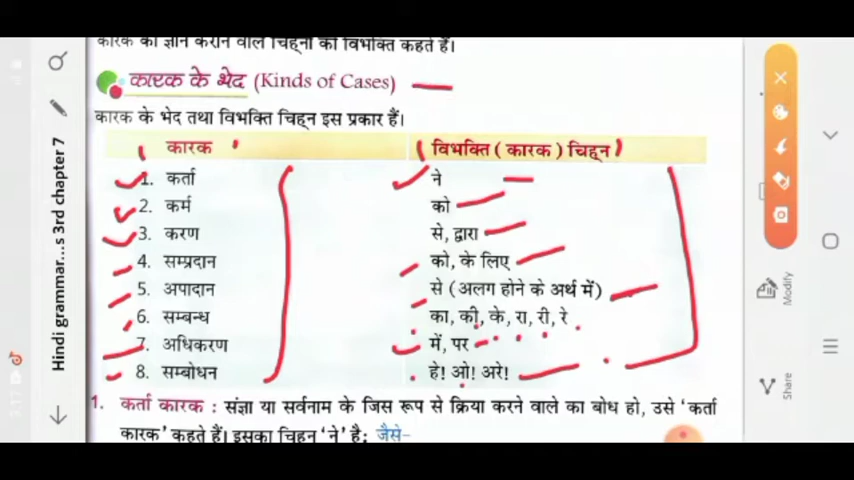 कारक का ज्ञान कराने वाले चिह्नों को विभक्ति कहते हैं।
कारक के भेद (Kinds of Cases)
कारक के भेद तथा विभक्ति चिह्न इस प्रकार हैं।
कारक विभक्ति ( कारक ) चिह्न
1. कर्ता ने
2. कर्म को
3. करण से, द्वारा
4. सम्प्रदान को, के लिए
5. अपादान से (अलग होने के अर्थ में)
6. सम्बन्ध का, की, के, रा, री, रे
7. अधिकरण में, पर
8. सम्बोधन हे! ओ! अरे!
1. कर्ता कारक : संज्ञा या सर्वनाम के जिस रूप से क्रिया करने वाले का बोध हो, उसे ‘कर्ता
कारक’ कहते हैं। इसका चिह्न ‘ने’ है; जैसे–
Hindi grammar...s 3rd chapter 7
Modify
Share